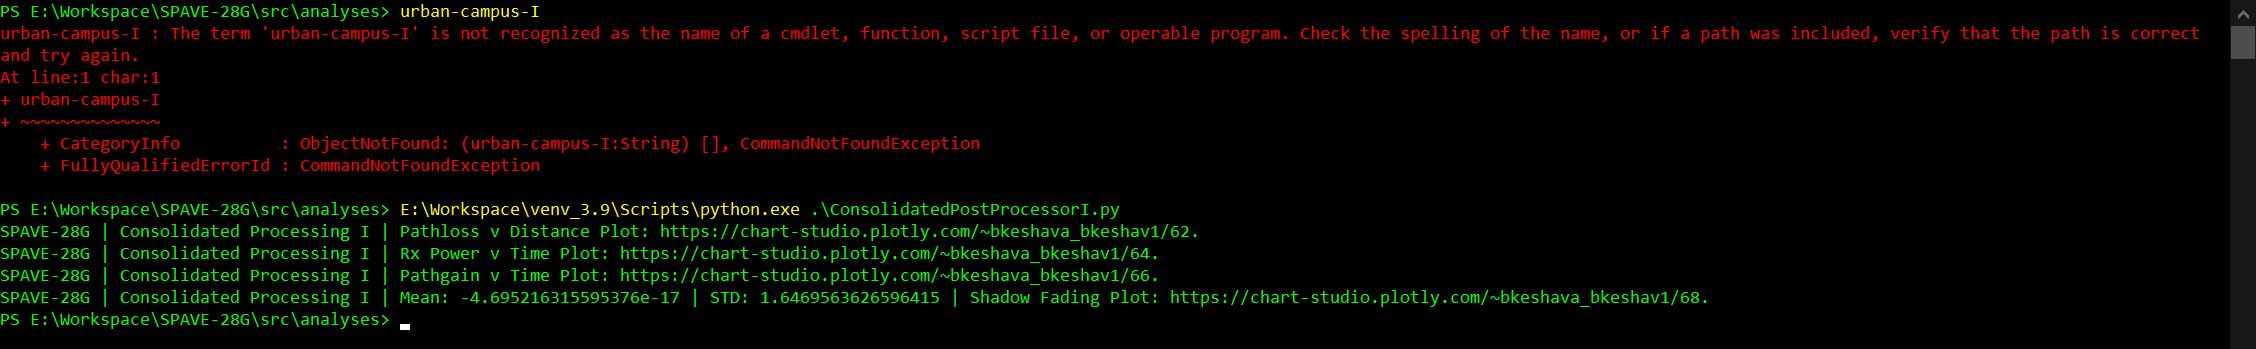 PS E:\Workspace\SPAVE-28G\src\analyses> urban-campus-I
urban-campus-I : The term 'urban-campus-I' is not recognized as the name of a cmdlet, function, script file, or operable program. Check the spelling of the name, or if a path was included, verify that the path is correct
and try again.
At line:1 char:1
+ urban-campus-I
+ ~~~~~~~~~~~~~~
    + CategoryInfo          : ObjectNotFound: (urban-campus-I:String) [], CommandNotFoundException
    + FullyQualifiedErrorId : CommandNotFoundException
PS E:\Workspace\SPAVE-28G\src\analyses> E:\Workspace\venv_3.9\Scripts\python.exe .\ConsolidatedPostProcessorI.py
SPAVE-28G | Consolidated Processing I | Pathloss v Distance Plot: https://chart-studio.plotly.com/~bkeshava_bkeshav1/62.
SPAVE-28G | Consolidated Processing I | Rx Power v Time Plot: https://chart-studio.plotly.com/~bkeshava_bkeshav1/64.
SPAVE-28G | Consolidated Processing I | Pathgain v Time Plot: https://chart-studio.plotly.com/~bkeshava_bkeshav1/66.
SPAVE-28G | Consolidated Processing I | Mean: -4.695216315595376e-17 | STD: 1.6469563626596415 | Shadow Fading Plot: https://chart-studio.plotly.com/~bkeshava_bkeshav1/68.
PS E:\Workspace\SPAVE-28G\src\analyses>